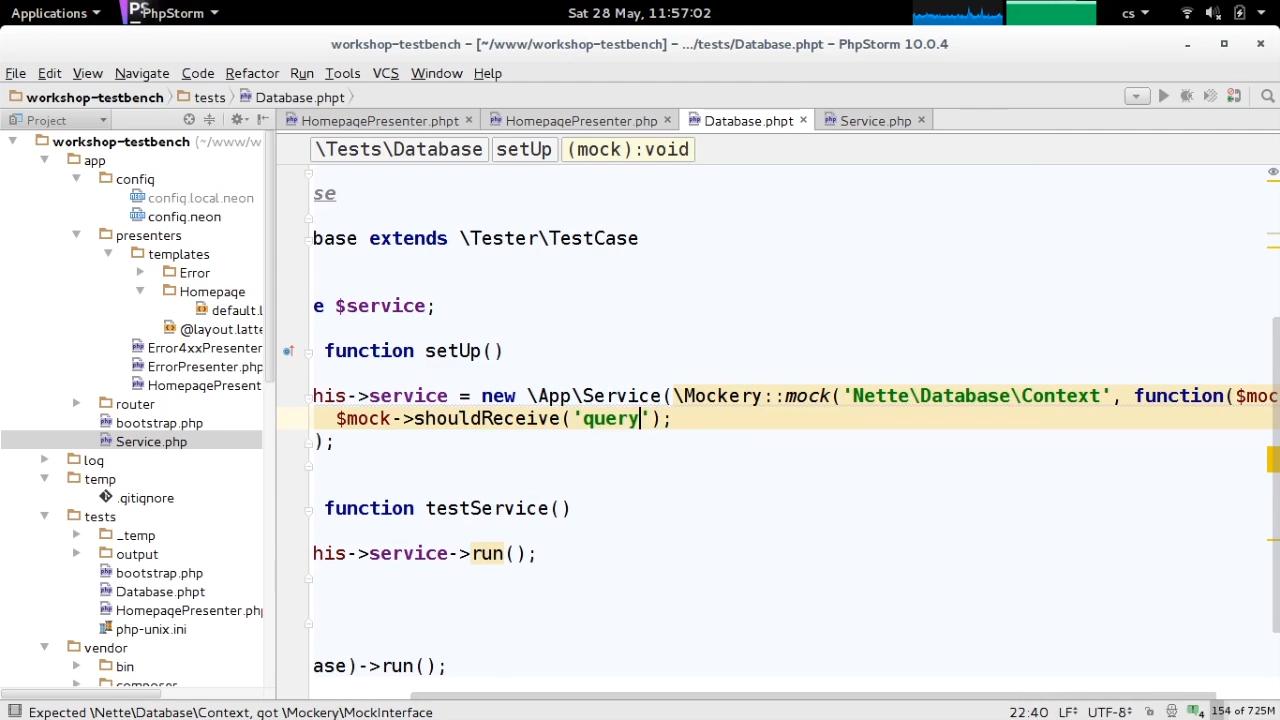 Applications PS PhpStorm Sat 28 May, 11:57:02 cs
workshop-testbench – [~/www/workshop-testbench] – .../tests/Database.phpt – PhpStorm 10.0.4
File Edit View Navigate Code Refactor Run Tools VCS Window Help
workshop-testbench tests Database.phpt
Project HomepagePresenter.phpt HomepagePresenter.php Database.phpt Service.php
\Tests\Database setUp (mock):void
workshop-testbench (~/www/w
app
config
config.local.neon
config.neon
presenters
templates
Error
Homepage
default.l
@layout.latte
Error4xxPresenter
ErrorPresenter.php
HomepagePresent
router
bootstrap.php
Service.php
log
temp
.gitignore
tests
_temp
output
bootstrap.php
Database.phpt
HomepagePresenter.php
php-unix.ini
vendor
bin
composer
se
base extends \Tester\TestCase
e $service;
function setUp()
his->service = new \App\Service(\Mockery::mock('Nette\Database\Context', function($moc
$mock->shouldReceive('query');
);
function testService()
his->service->run();
ase)->run();
Expected \Nette\Database\Context, got \Mockery\MockInterface 22:40 LF÷ UTF-8÷ 4 154 of 725M